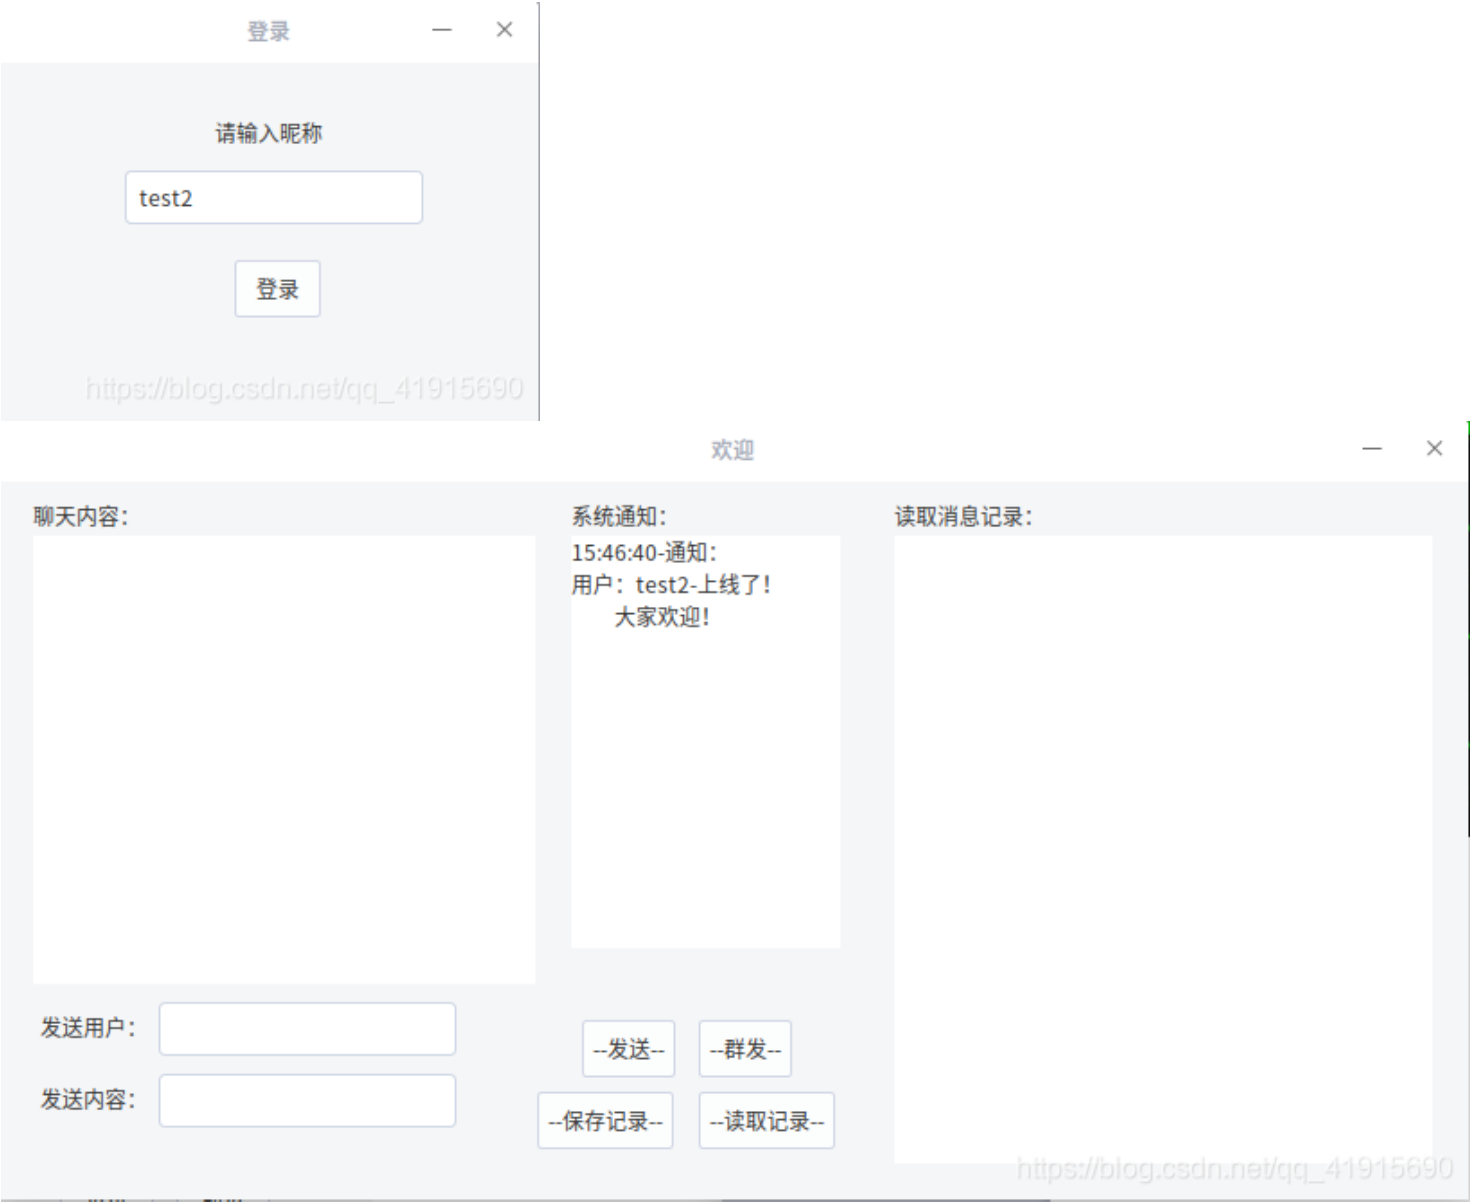 登录
请输入昵称
test2
登录
https://blog.csdn.net/qq_41915690
欢迎
聊天内容：
系统通知：
15:46:40-通知：
用户：test2-上线了！
大家欢迎！
读取消息记录：
发送用户：
发送内容：
--发送--
--群发--
--保存记录--
--读取记录--
https://blog.csdn.net/qq_41915690